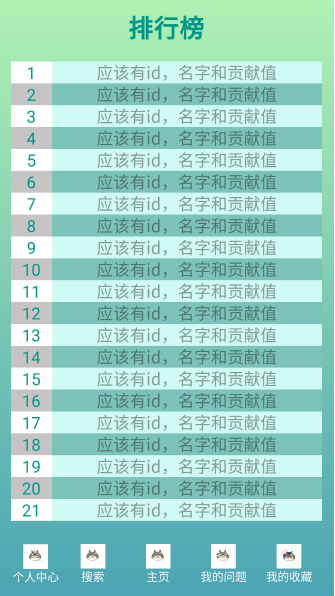 排行榜
1 应该有id，名字和贡献值
2 应该有id，名字和贡献值
3 应该有id，名字和贡献值
4 应该有id，名字和贡献值
5 应该有id，名字和贡献值
6 应该有id，名字和贡献值
7 应该有id，名字和贡献值
8 应该有id，名字和贡献值
9 应该有id，名字和贡献值
10 应该有id，名字和贡献值
11 应该有id，名字和贡献值
12 应该有id，名字和贡献值
13 应该有id，名字和贡献值
14 应该有id，名字和贡献值
15 应该有id，名字和贡献值
16 应该有id，名字和贡献值
17 应该有id，名字和贡献值
18 应该有id，名字和贡献值
19 应该有id，名字和贡献值
20 应该有id，名字和贡献值
21 应该有id，名字和贡献值
个人中心 搜索 主页 我的问题 我的收藏